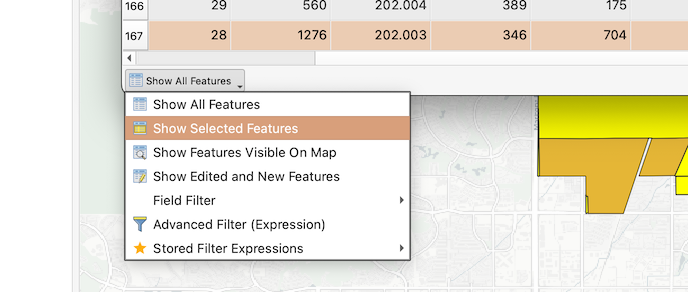 166 29 560 202.004 389 175
167 28 1276 202.003 346 704
Show All Features
Show All Features
Show Selected Features
Show Features Visible On Map
Show Edited and New Features
Field Filter
Advanced Filter (Expression)
Stored Filter Expressions